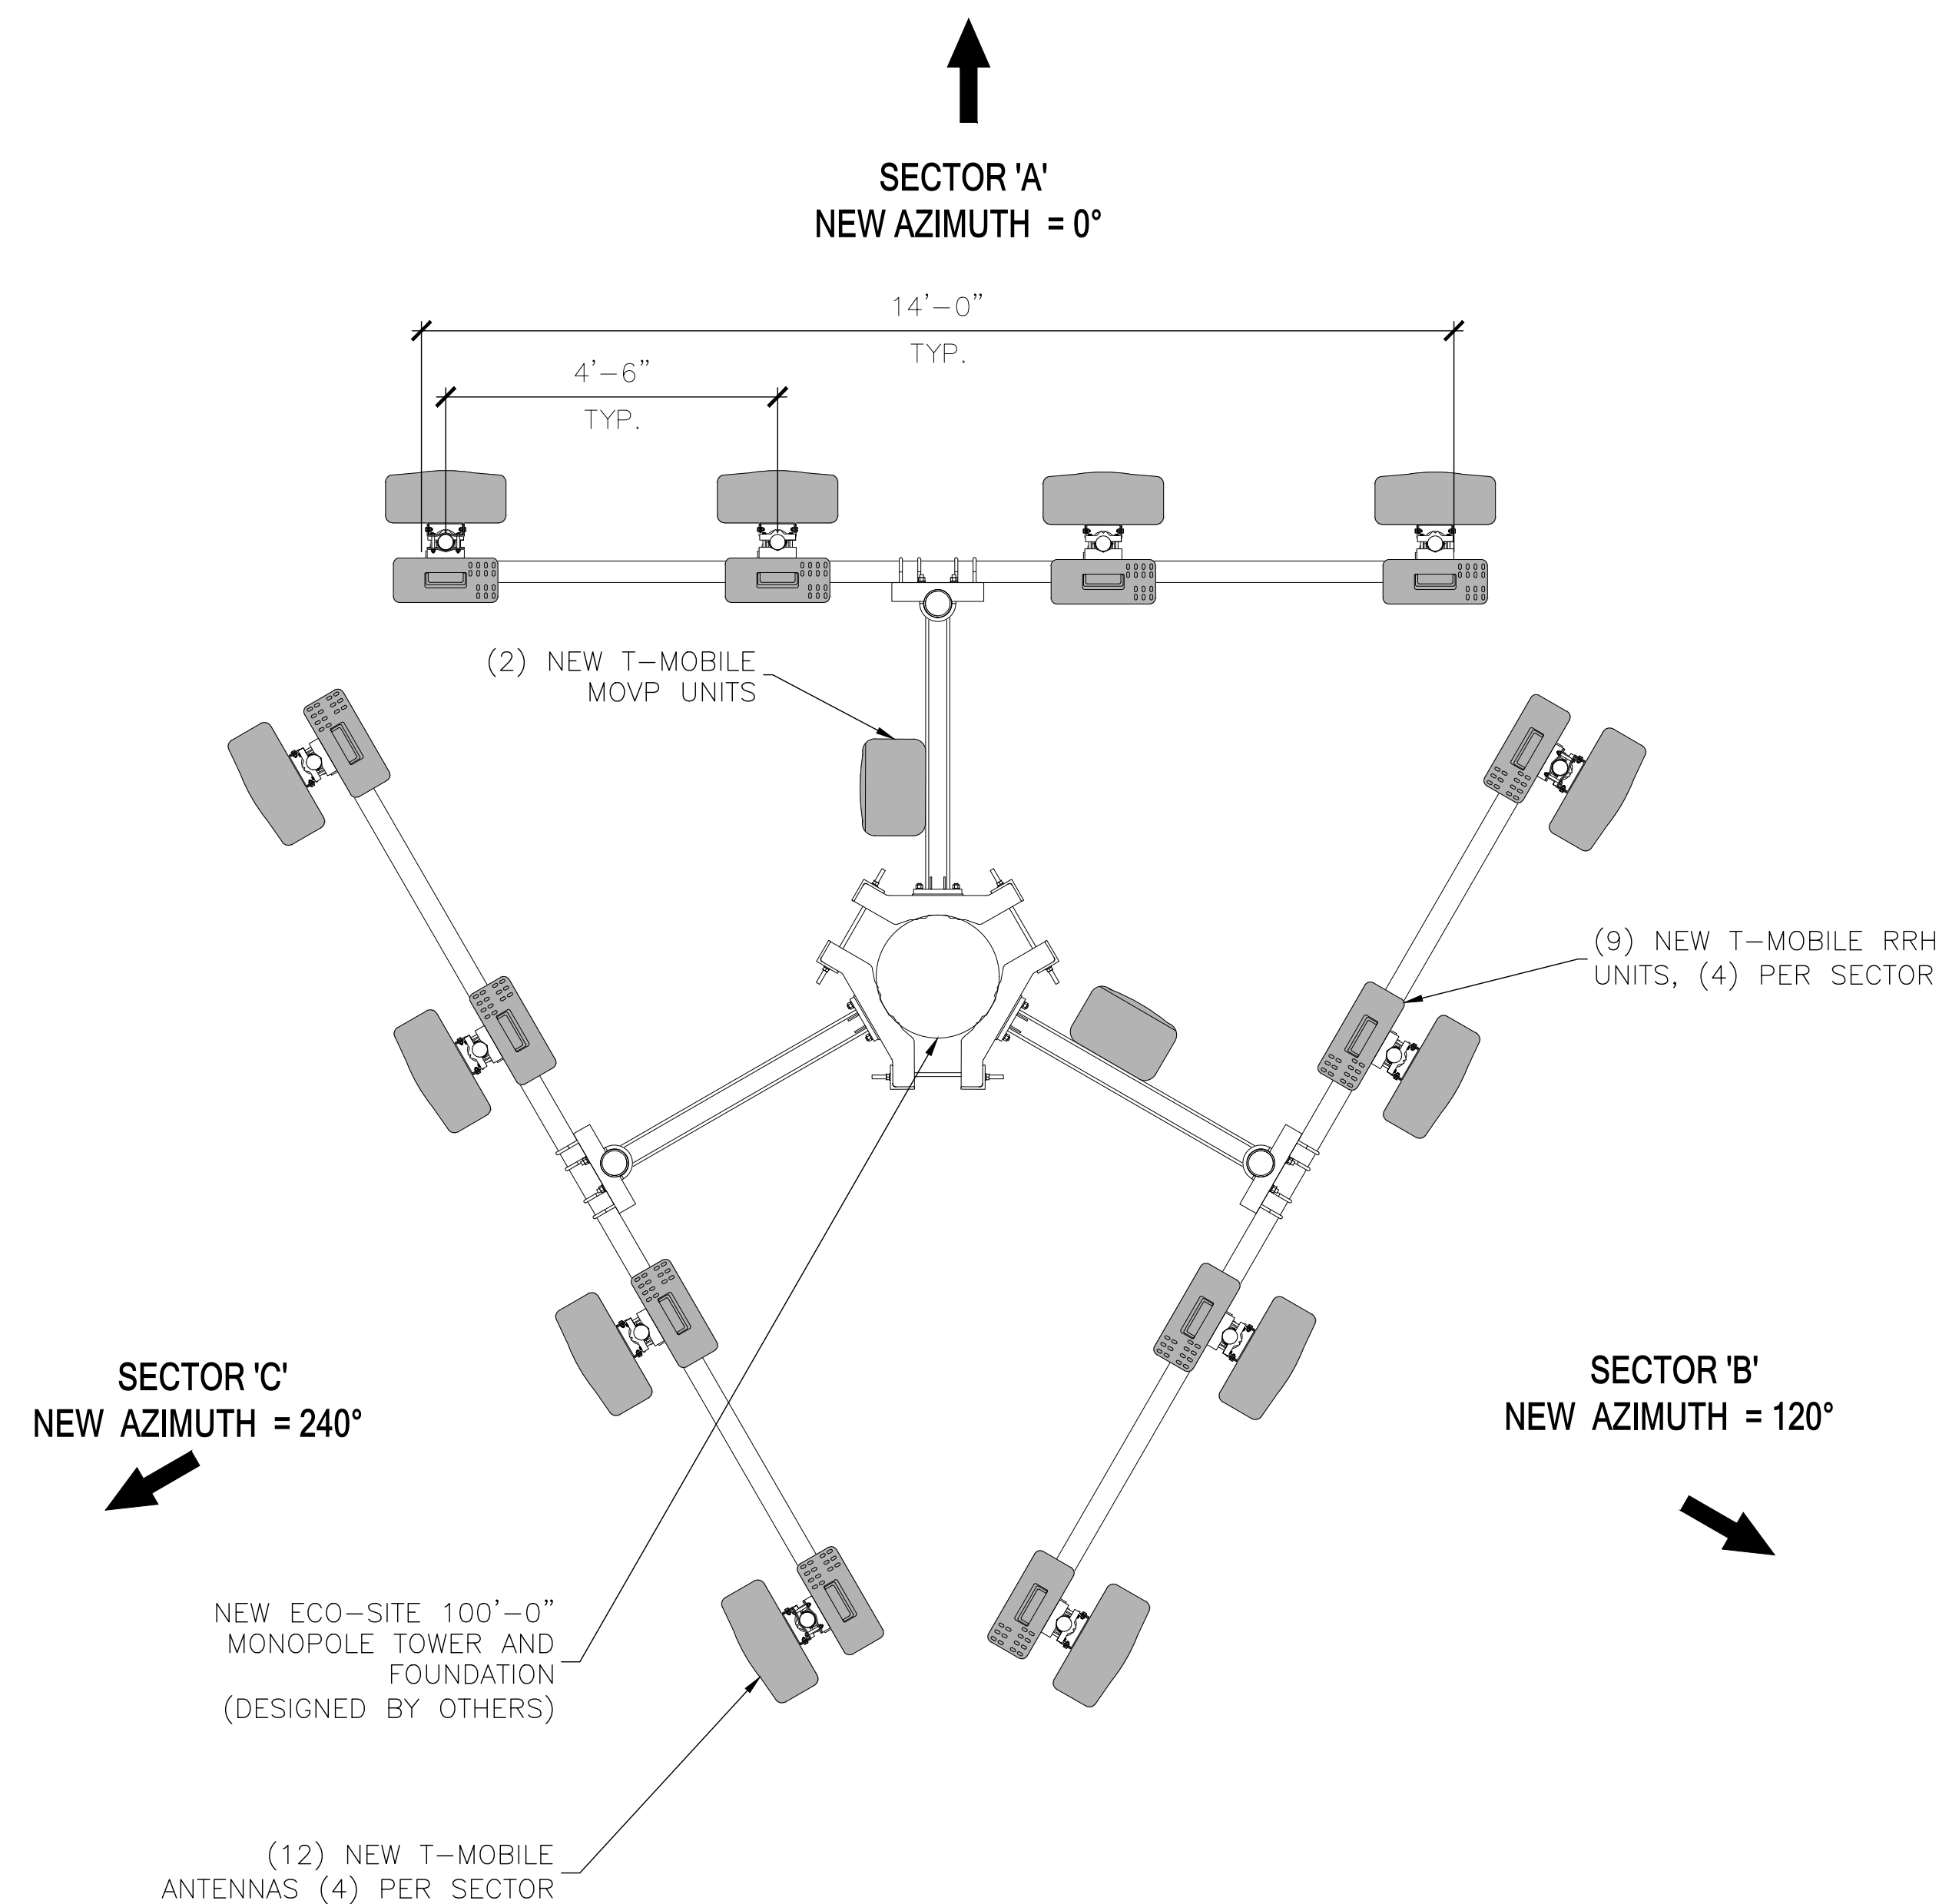 SECTOR 'A'
NEW AZIMUTH = 0°
14'-0"
TYP.
4'-6"
TYP.
(2) NEW T-MOBILE
MOVP UNITS
(9) NEW T-MOBILE RRH
UNITS, (4) PER SECTOR
SECTOR 'C'
NEW AZIMUTH = 240°
SECTOR 'B'
NEW AZIMUTH = 120°
NEW ECO-SITE 100'-0"
MONOPOLE TOWER AND
FOUNDATION
(DESIGNED BY OTHERS)
(12) NEW T-MOBILE
ANTENNAS (4) PER SECTOR